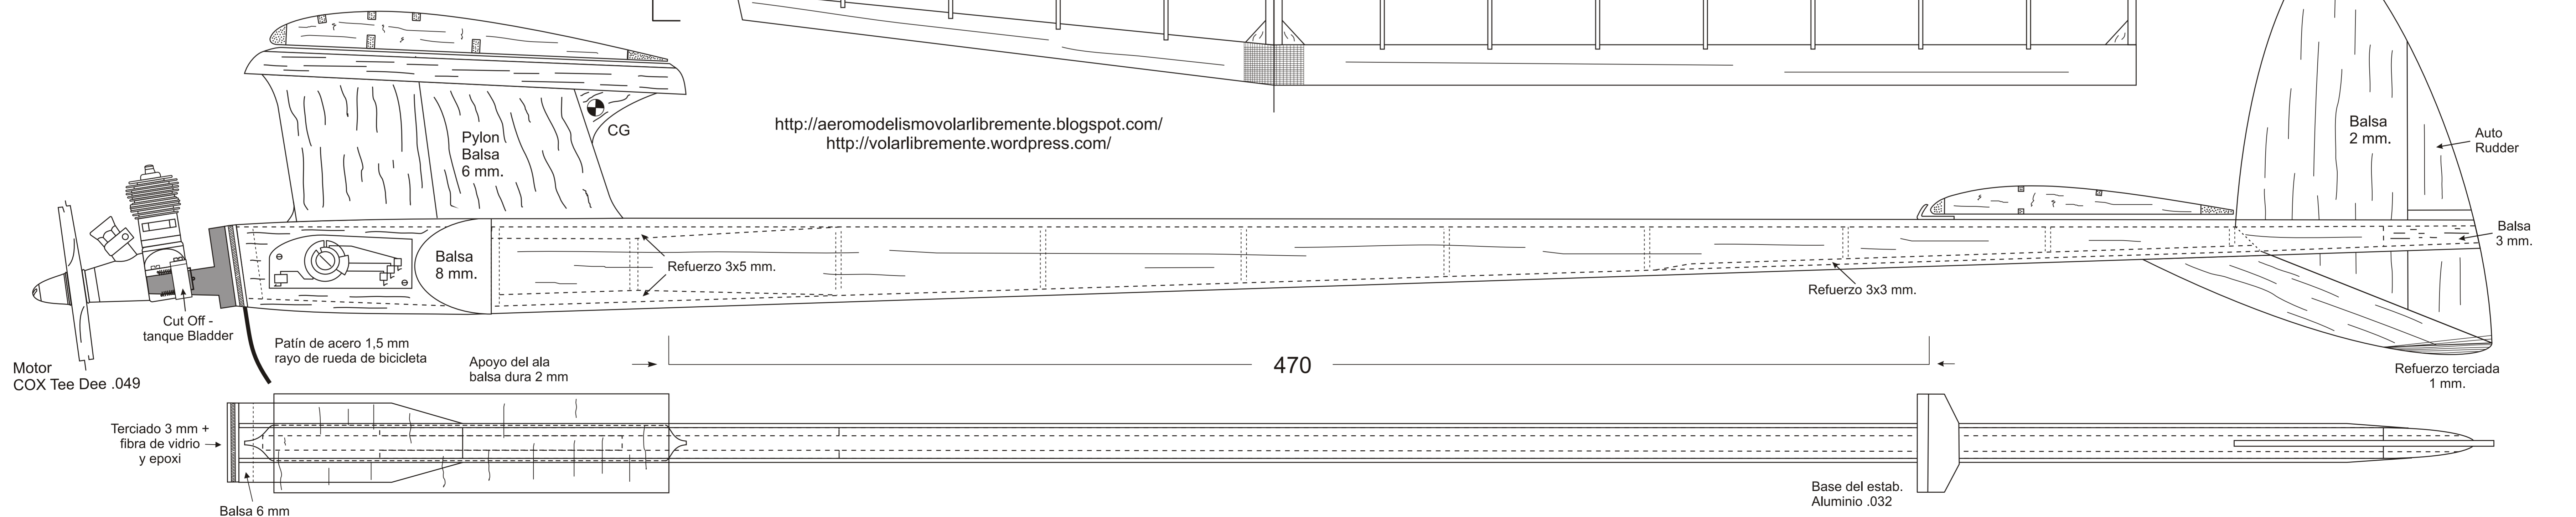 http://aeromodelismovolarlibremente.blogspot.com/
http://volarlibremente.wordpress.com/
Pylon
Balsa
6 mm.
CG
Balsa
2 mm.
Auto
Rudder
Balsa
3 mm.
Balsa
8 mm.
Refuerzo 3x5 mm.
Refuerzo 3x3 mm.
Cut Off -
tanque Bladder
Motor
COX Tee Dee .049
Patín de acero 1,5 mm
rayo de rueda de bicicleta
Apoyo del ala
balsa dura 2 mm
470
Refuerzo terciada
1 mm.
Terciado 3 mm +
fibra de vidrio
y epoxi
Balsa 6 mm
Base del estab.
Aluminio .032